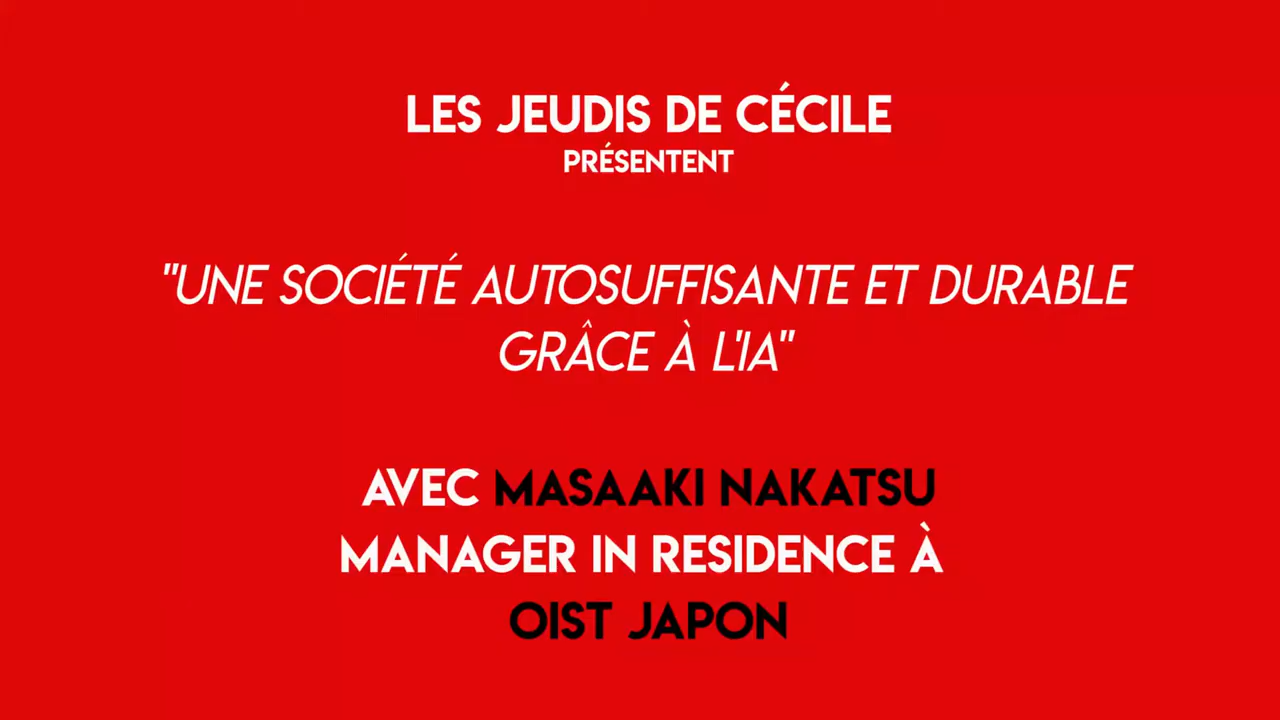 LES JEUDIS DE CÉCILE
PRÉSENTENT
"UNE SOCIÉTÉ AUTOSUFFISANTE ET DURABLE
GRÂCE À L'IA"
AVEC MASAAKI NAKATSU
MANAGER IN RESIDENCE À
OIST JAPON